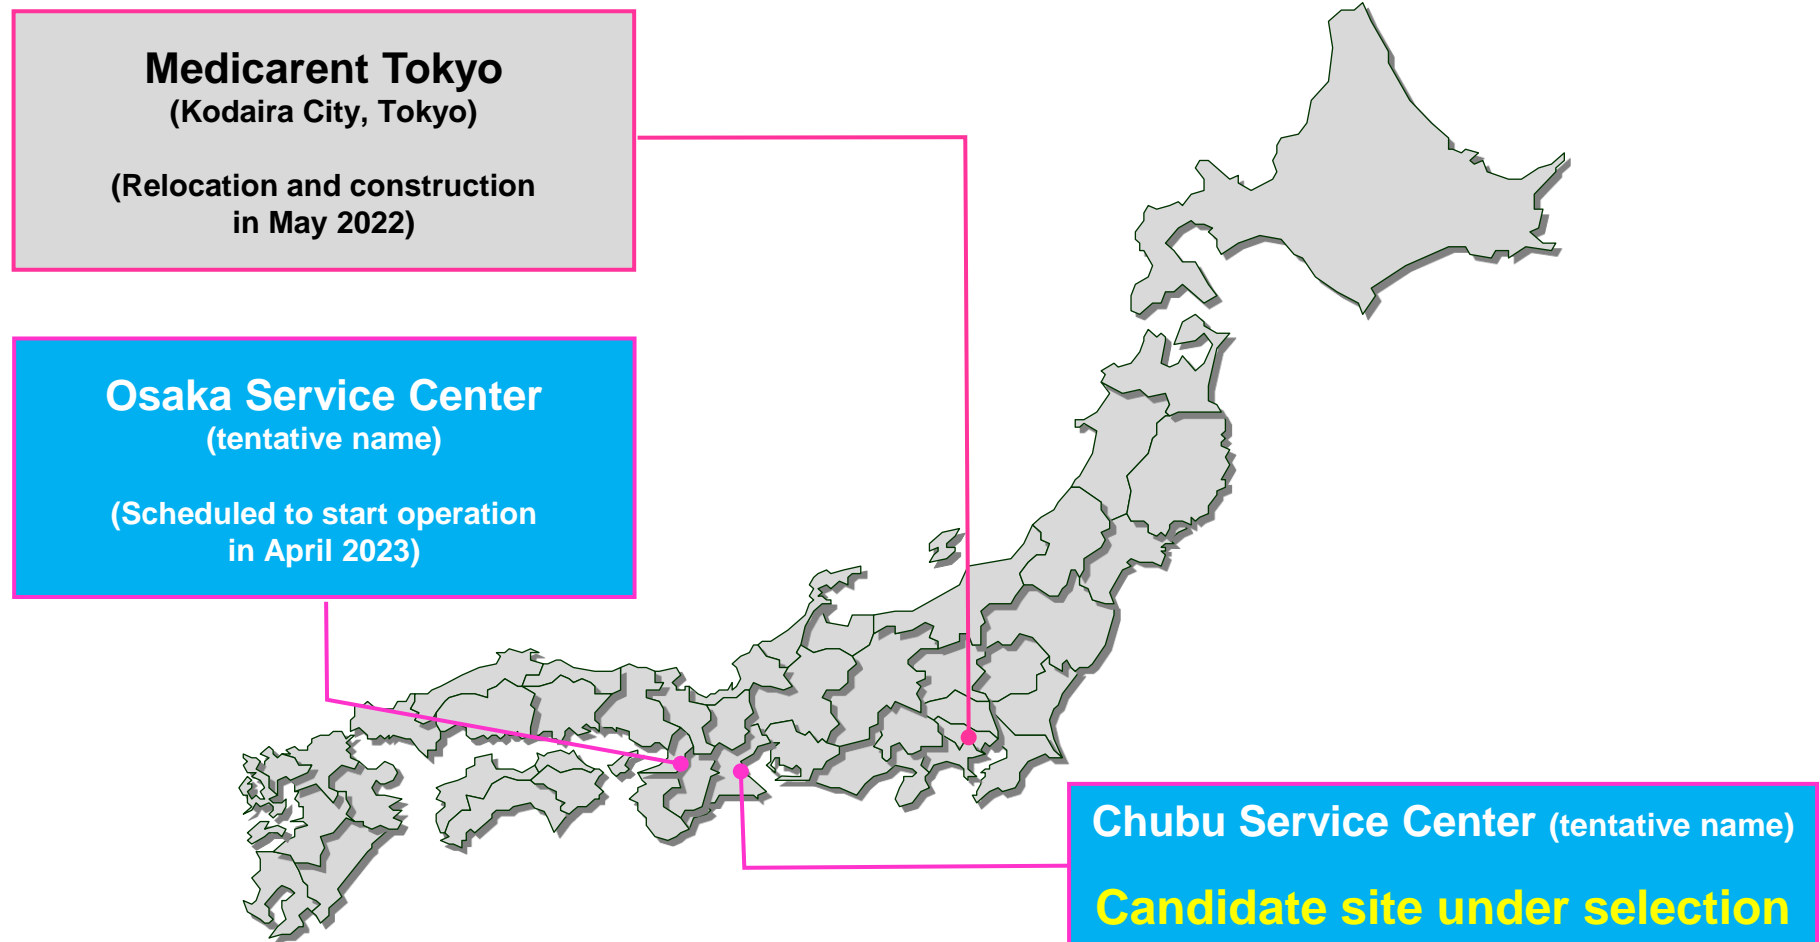 Medicarent Tokyo
(Kodaira City, Tokyo)
(Relocation and construction
in May 2022)
Osaka Service Center
(tentative name)
(Scheduled to start operation
in April 2023)
Chubu Service Center (tentative name)
Candidate site under selection